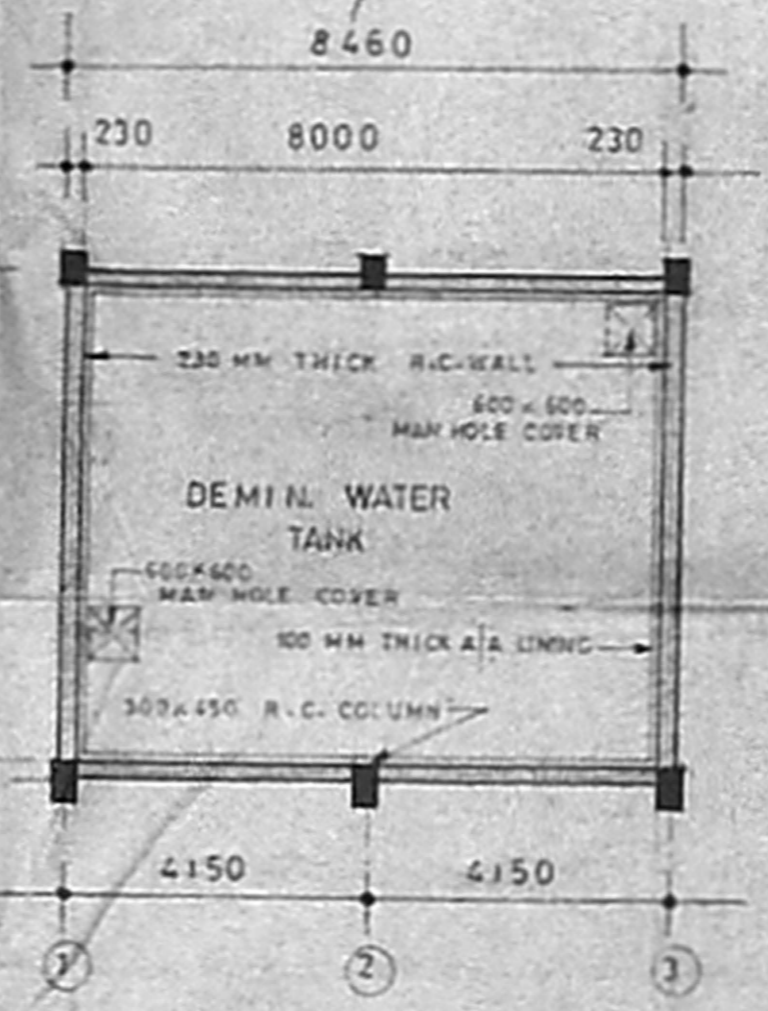 8460
230 8000 230
230 MM THICK R.C. WALL
600 x 600
MAN HOLE COVER
DEMIN. WATER
TANK
600x600
MAN HOLE COVER
100 MM THICK A/A LINING
300x450 R.C. COLUMN
4150 4150
1 2 3